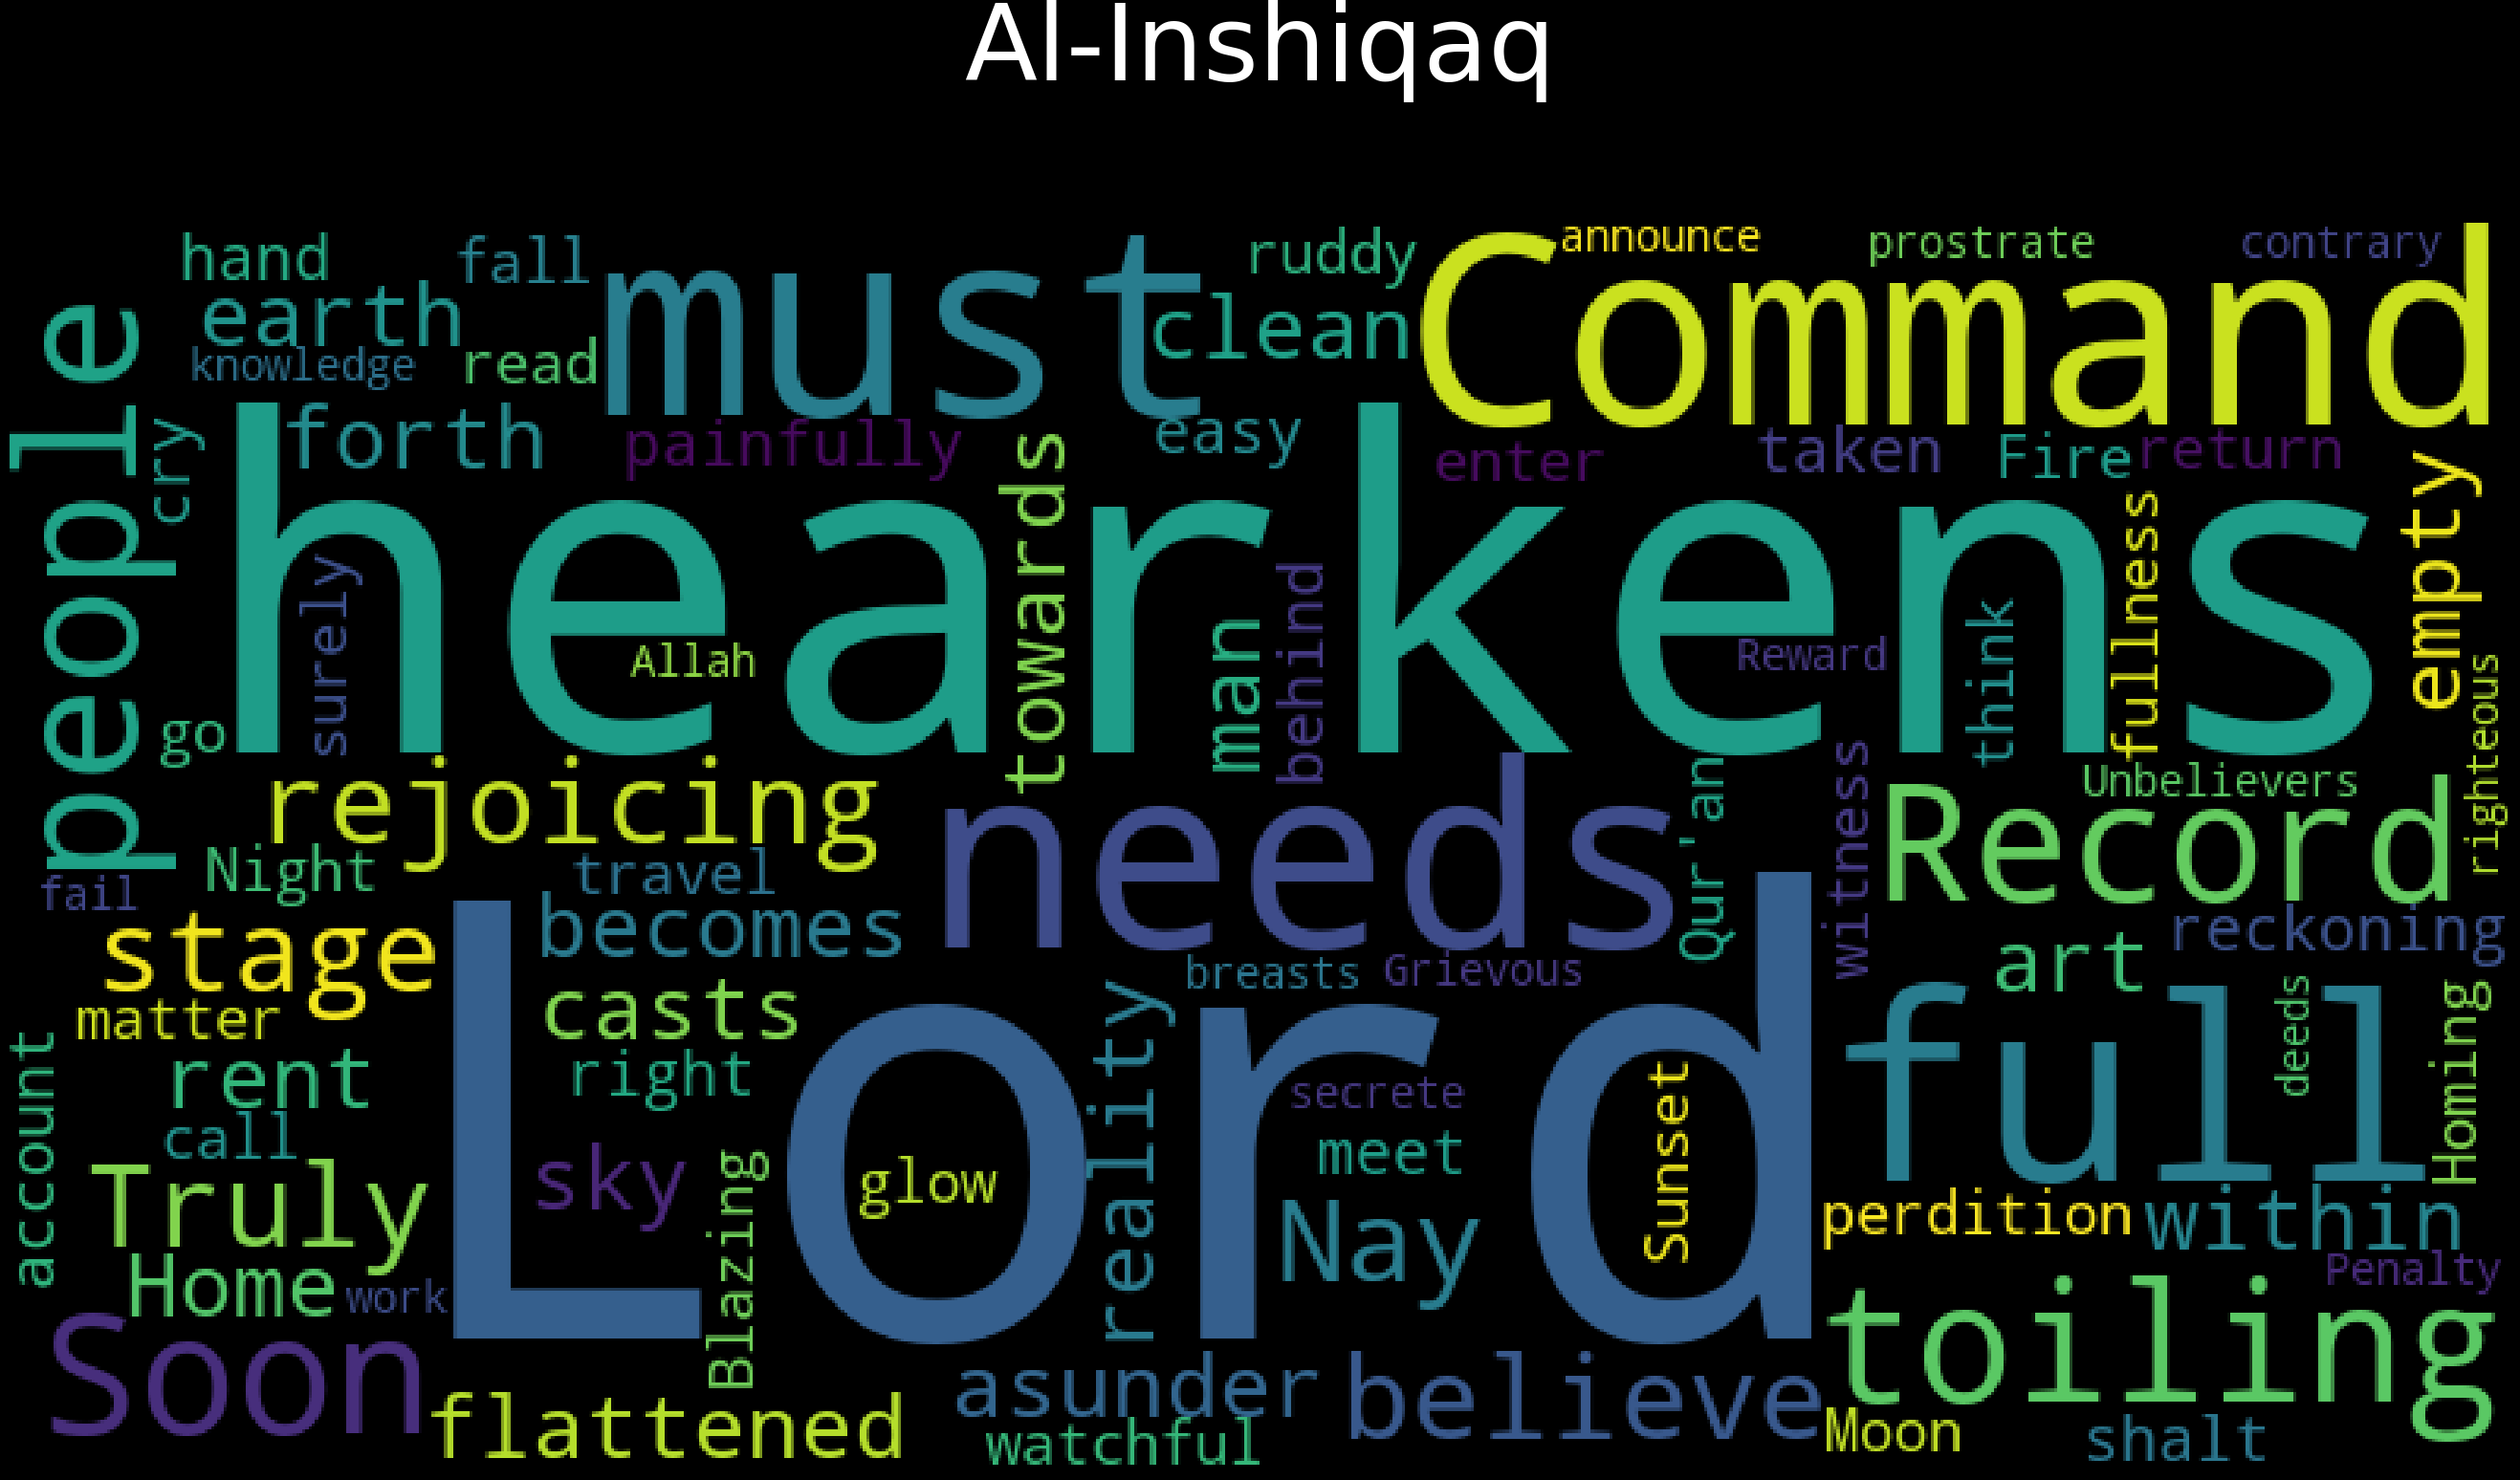 Al-Inshiqaq
hand
fall
must
ruddy
announce
prostrate
contrary
Command
earth
clean
knowledge
read
people
cry
forth
painfully
easy
enter
taken
Fire
return
hearkens
towards
empty
fullness
surely
Allah
man
behind
Reward
think
righteous
go
rejoicing
needs
Qur'an
witness
Unbelievers
Record
Night
travel
fail
stage
becomes
breasts
Grievous
art
reckoning
matter
casts
Lord
reality
full
deeds
Homing
account
rent
right
secrete
Sunset
call
sky
glow
meet
Truly
Blazing
Nay
perdition
within
Home
work
Penalty
Soon
toiling
flattened
asunder
believe
watchful
Moon
shalt